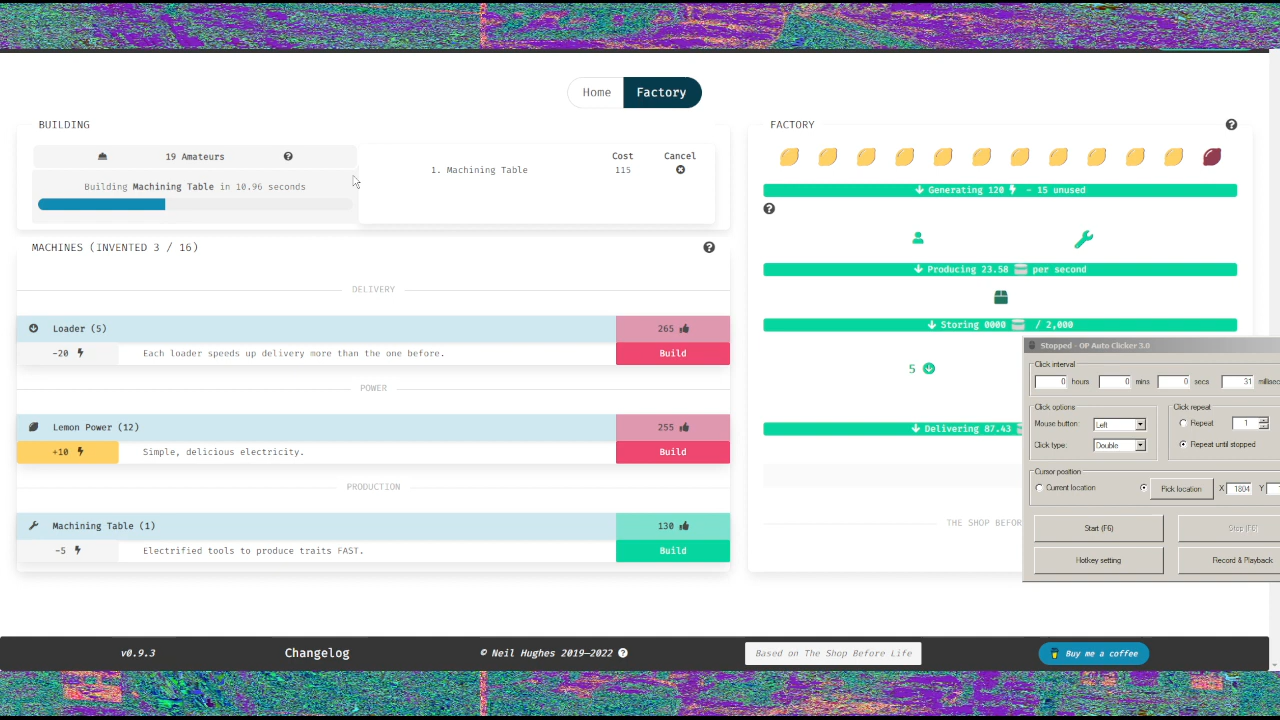 Home Factory
BUILDING
19 Amateurs
Building Machining Table in 10.96 seconds
Cost Cancel
1. Machining Table 115
MACHINES (INVENTED 3 / 16)
DELIVERY
Loader (5) 265
-20 Each loader speeds up delivery more than the one before. Build
POWER
Lemon Power (12) 255
+10 Simple, delicious electricity. Build
PRODUCTION
Machining Table (1) 130
-5 Electrified tools to produce traits FAST. Build
FACTORY
Generating 120 - 15 unused
Producing 23.58 per second
Storing 0000 / 2,000
5
Delivering 87.43
THE SHOP BEFOR
Stopped - OP Auto Clicker 3.0
Click interval
0 hours 0 mins 0 secs 31 millisec
Click options
Mouse button: Left
Click type: Double
Click repeat
Repeat 1
Repeat until stopped
Cursor position
Current location Pick location X 1804 Y
Start (F6) Stop (F6)
Hotkey setting Record & Playback
v0.9.3 Changelog © Neil Hughes 2019–2022 Based on The Shop Before Life Buy me a coffee